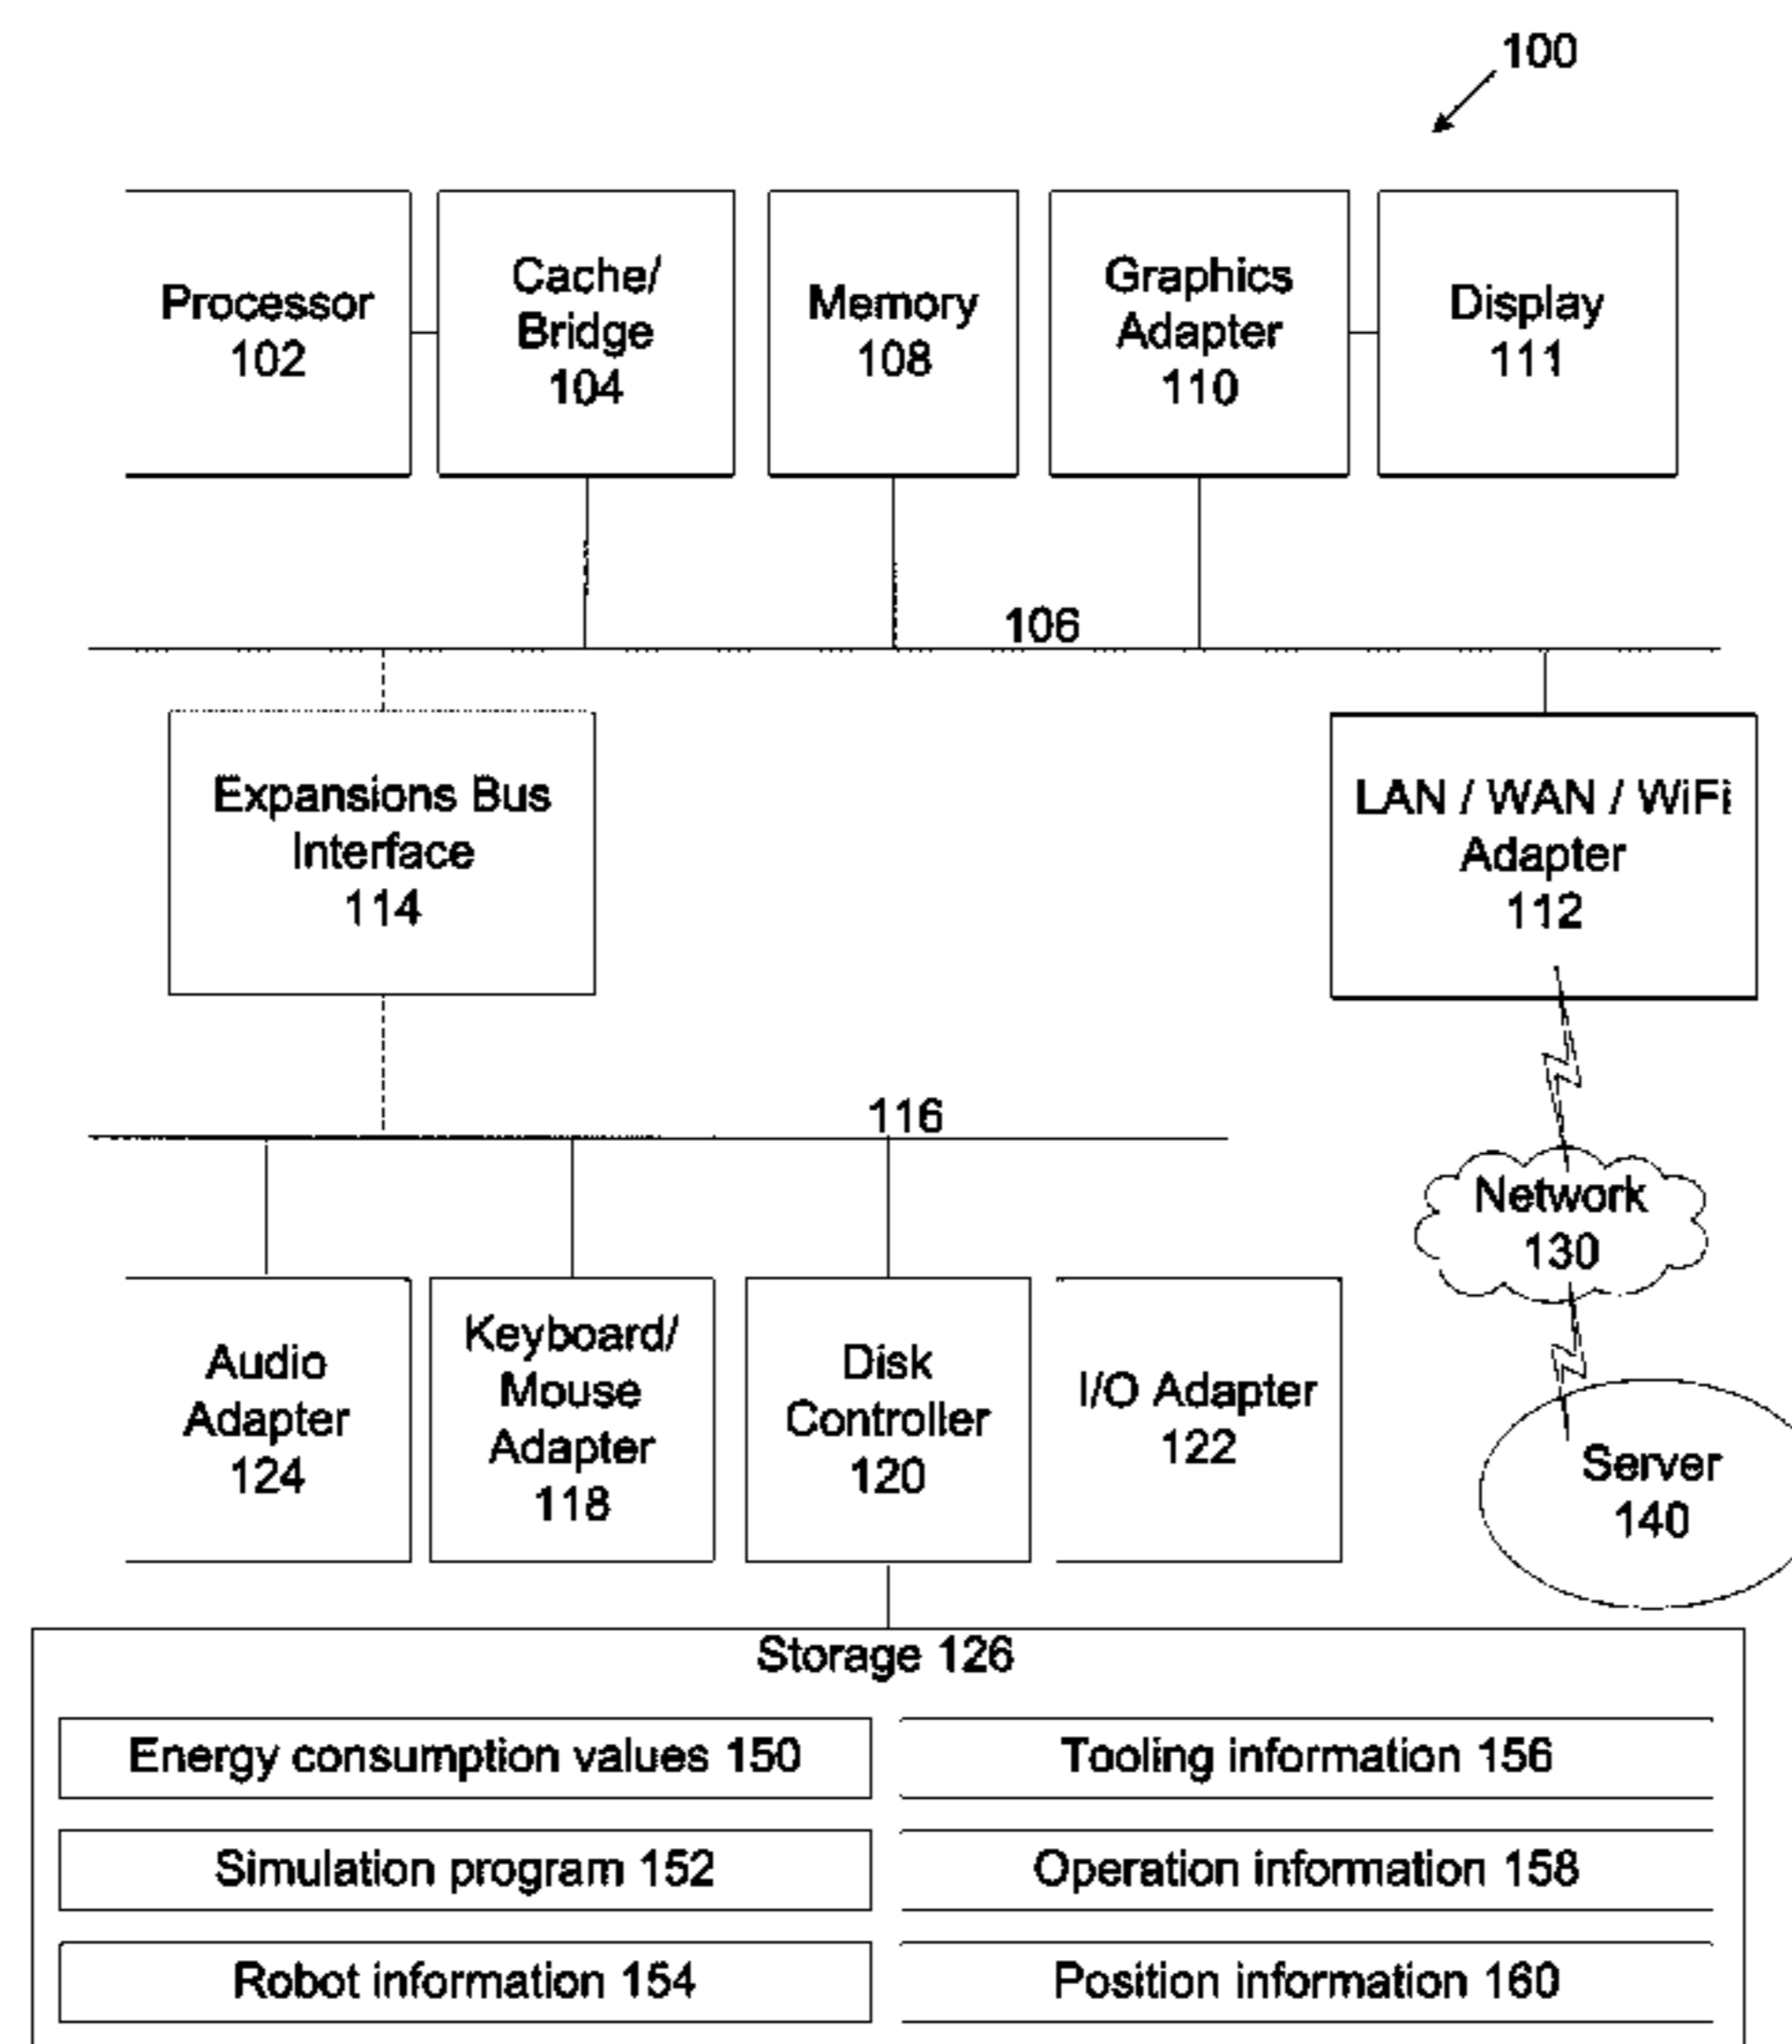 100
Processor
102
Cache/
Bridge
104
Memory
108
Graphics
Adapter
110
Display
111
106
Expansions Bus
Interface
114
LAN / WAN / WiFi
Adapter
112
116
Network
130
Audio
Adapter
124
Keyboard/
Mouse
Adapter
118
Disk
Controller
120
I/O Adapter
122
Server
140
Storage 126
Energy consumption values 150
Tooling information 156
Simulation program 152
Operation information 158
Robot information 154
Position information 160